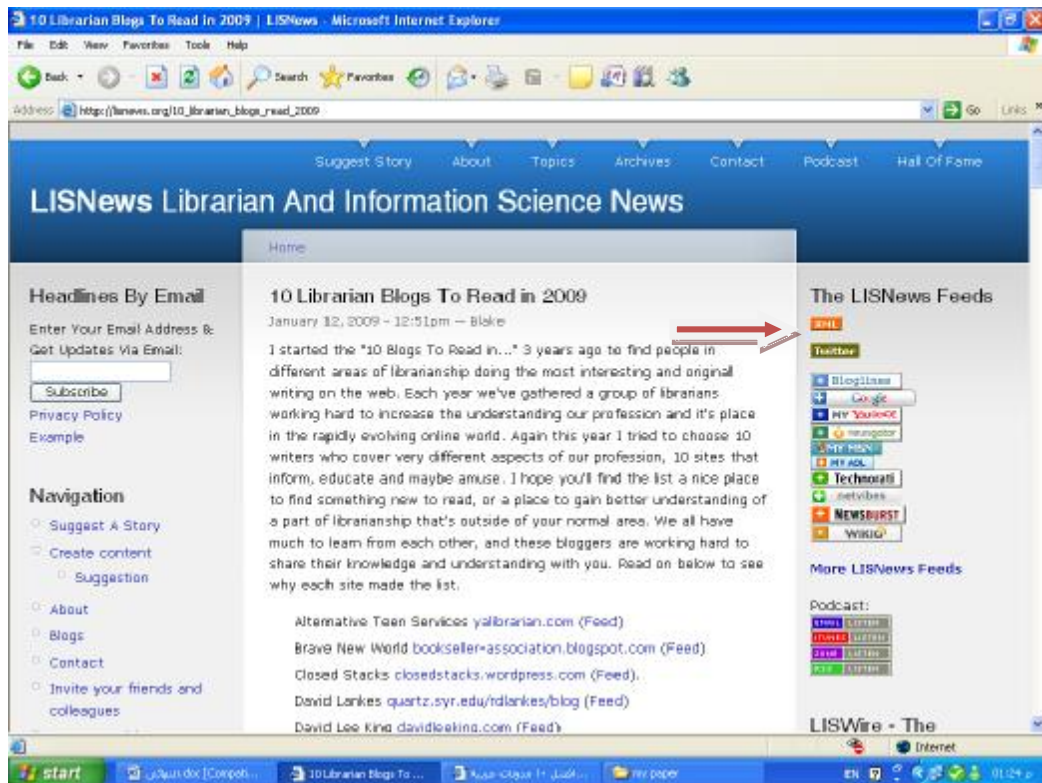 10 Librarian Blogs To Read in 2009 | LISNews - Microsoft Internet Explorer
File Edit View Favorites Tools Help
Back Search Favorites
Address http://lisnews.org/10_librarian_blogs_read_2009 Go Links
Suggest Story About Topics Archives Contact Podcast Hall Of Fame
LISNews Librarian And Information Science News
Home
Headlines By Email
Enter Your Email Address &
Get Updates Via Email:
Subscribe
Privacy Policy
Example
Navigation
Suggest A Story
Create content
Suggestion
About
Blogs
Contact
Invite your friends and
colleagues
10 Librarian Blogs To Read in 2009
January 12, 2009 - 12:51pm — Blake
I started the "10 Blogs To Read in..." 3 years ago to find people in
different areas of librarianship doing the most interesting and original
writing on the web. Each year we've gathered a group of librarians
working hard to increase the understanding our profession and it's place
in the rapidly evolving online world. Again this year I tried to choose 10
writers who cover very different aspects of our profession, 10 sites that
inform, educate and maybe amuse. I hope you'll find the list a nice place
to find something new to read, or a place to gain better understanding of
a part of librarianship that's outside of your normal area. We all have
much to learn from each other, and these bloggers are working hard to
share their knowledge and understanding with you. Read on below to see
why each site made the list.
Alternative Teen Services yalibrarian.com (Feed)
Brave New World bookseller-association.blogspot.com (Feed)
Closed Stacks closedstacks.wordpress.com (Feed).
David Lankes quartz.syr.edu/rdlankes/blog (Feed)
David Lee King davidleeking.com (Feed)
The LISNews Feeds
XML
Twitter
Bloglines
Google
MY Yahoo!
newsgator
MY MSN
MY AOL
Technorati
netvibes
NEWSBURST
WIKIO
More LISNews Feeds
Podcast:
LISTEN
ITUNES LISTEN
LISTEN
LISTEN
LISWire - The
Internet
start
10 Librarian Blogs To ...
my paper
EN